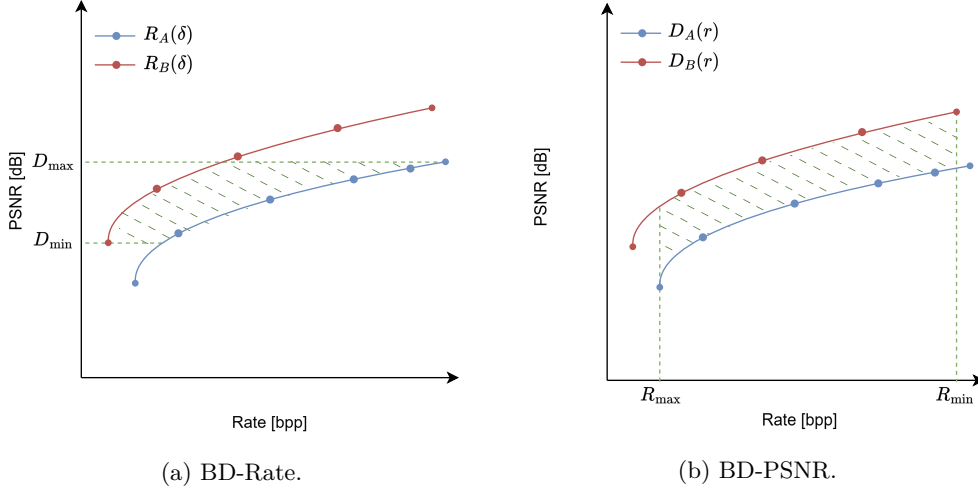 R_A(δ)
R_B(δ)
PSNR [dB]
D_max
D_min
Rate [bpp]
(a) BD-Rate.
D_A(r)
D_B(r)
PSNR [dB]
R_max
R_min
Rate [bpp]
(b) BD-PSNR.